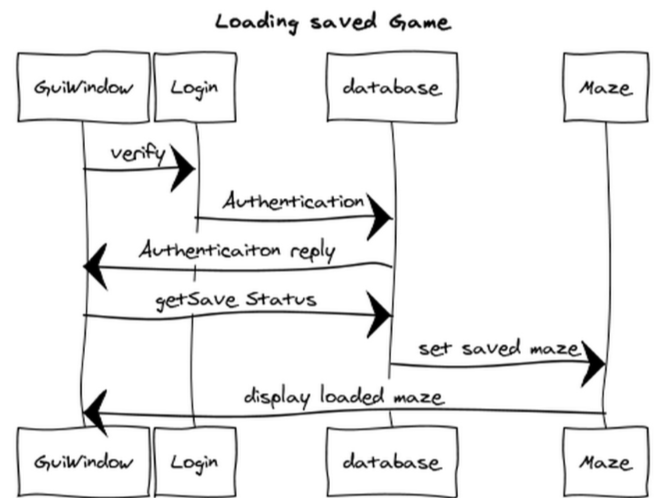 Loading saved Game
GuiWindow Login database Maze
verify
Authentication
Authenticaiton reply
getSave Status
set saved maze
display loaded maze
GuiWindow Login database Maze